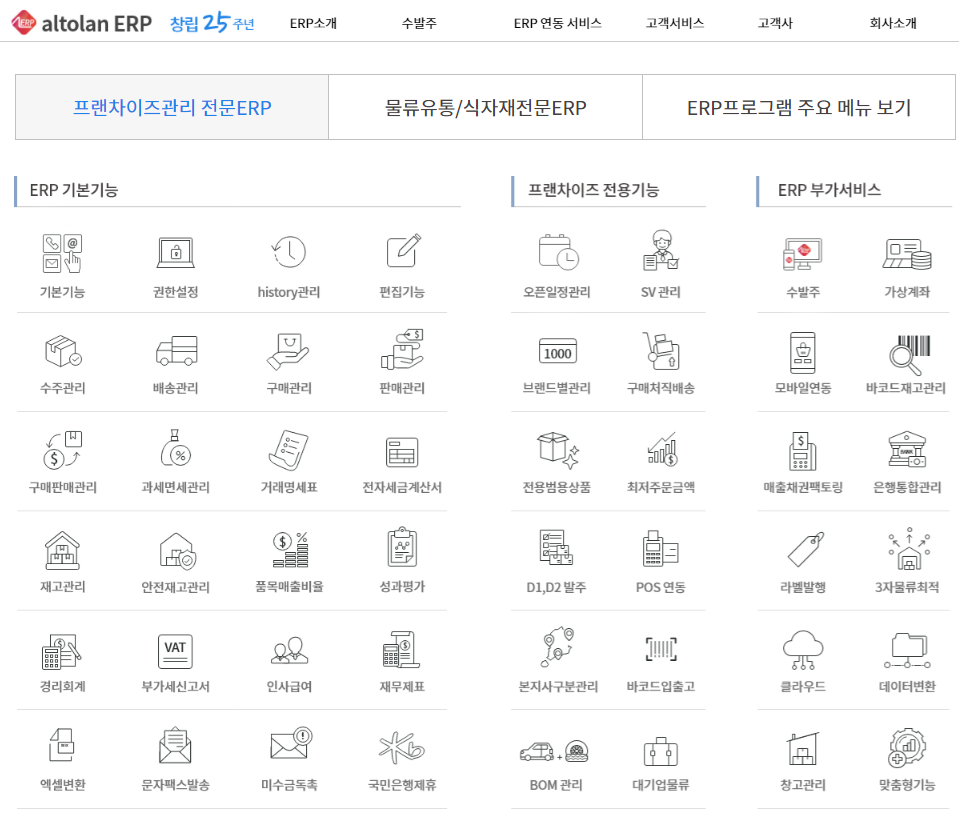 altolan ERP 창립 25 주년 ERP소개 수발주 ERP 연동 서비스 고객서비스 고객사 회사소개
프랜차이즈관리 전문ERP 물류유통/식자재전문ERP ERP프로그램 주요 메뉴 보기
ERP 기본기능 프랜차이즈 전용기능 ERP 부가서비스
기본기능 권한설정 history관리 편집기능 오픈일정관리 SV 관리 수발주 가상계좌
1000
수주관리 배송관리 구매관리 판매관리 브랜드별관리 구매처직배송 모바일연동 바코드재고관리
BANK
구매판매관리 과세면세관리 거래명세표 전자세금계산서 전용범용상품 최저주문금액 매출채권팩토링 은행통합관리
재고관리 안전재고관리 품목매출비율 성과평가 D1,D2 발주 POS 연동 라벨발행 3자물류최적
VAT
경리회계 부가세신고서 인사급여 재무제표 본지사구분관리 바코드입출고 클라우드 데이터변환
엑셀변환 문자팩스발송 미수금독촉 국민은행제휴 BOM 관리 대기업물류 창고관리 맞춤형기능